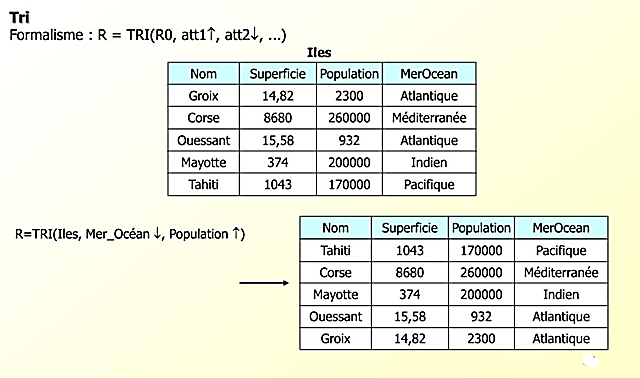 Tri
Formalisme : R = TRI(R0, att1↑, att2↓, ...)
Iles
Nom Superficie Population MerOcean
Groix 14,82 2300 Atlantique
Corse 8680 260000 Méditerranée
Ouessant 15,58 932 Atlantique
Mayotte 374 200000 Indien
Tahiti 1043 170000 Pacifique
R=TRI(Iles, Mer_Océan ↓, Population ↑)
Nom Superficie Population MerOcean
Tahiti 1043 170000 Pacifique
Corse 8680 260000 Méditerranée
Mayotte 374 200000 Indien
Ouessant 15,58 932 Atlantique
Groix 14,82 2300 Atlantique